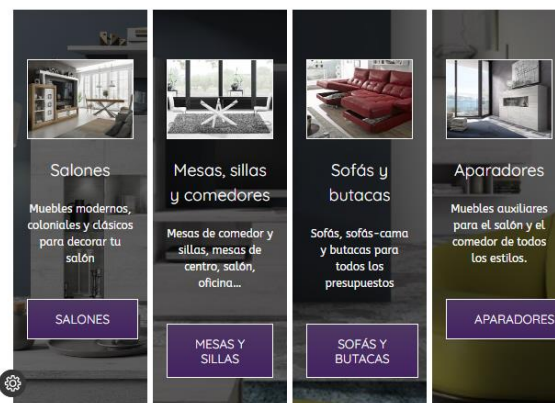 Salones
Muebles modernos,
coloniales y clásicos
para decorar tu
salón
SALONES
Mesas, sillas
y comedores
Mesas de comedor y
sillas, mesas de
centro, salón,
oficina...
MESAS Y
SILLAS
Sofás y
butacas
Sofás, sofás-cama
y butacas para
todos los
presupuestos
SOFÁS Y
BUTACAS
Aparadores
Muebles auxiliares
para el salón y el
comedor de todos
los estilos.
APARADORES